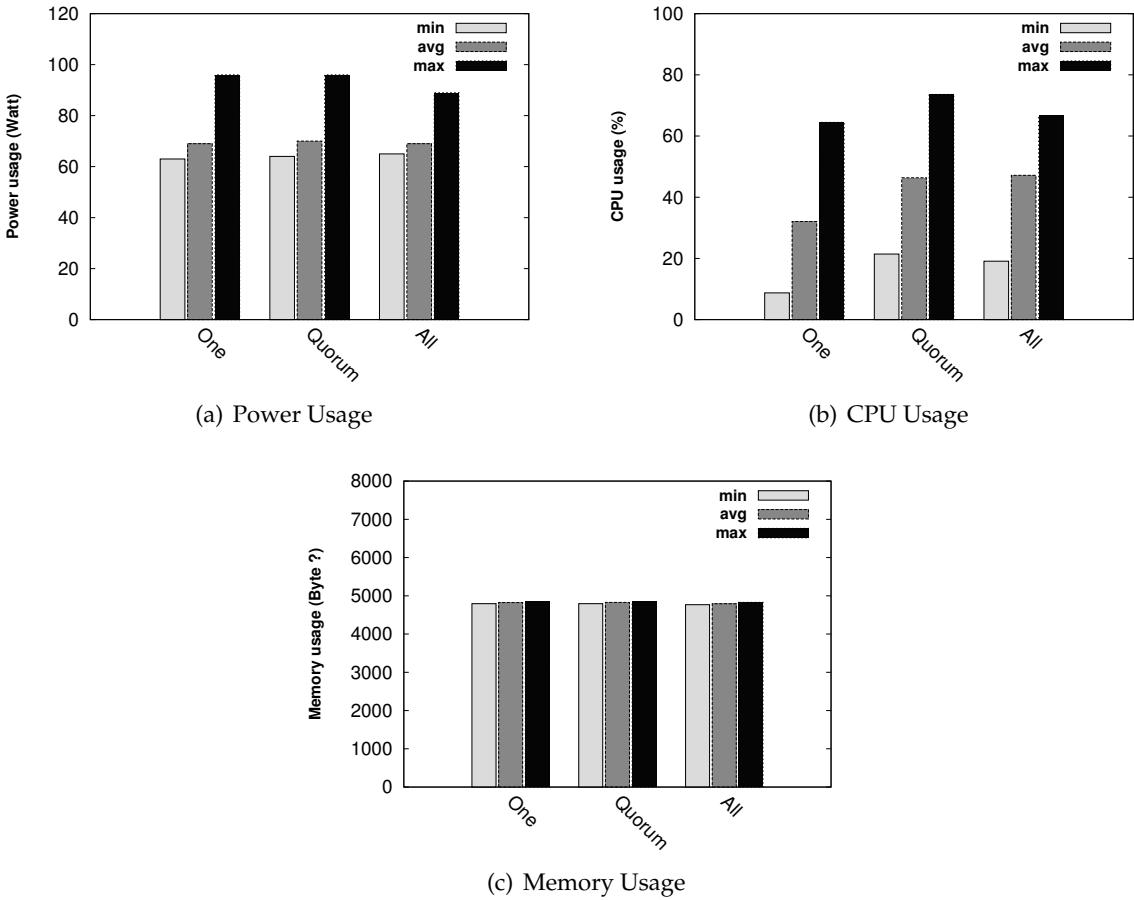 120
100
80
60
40
20
0
Power usage (Watt)
min
avg
max
One
Quorum
All
(a) Power Usage
100
80
60
40
20
0
CPU usage (%)
min
avg
max
One
Quorum
All
(b) CPU Usage
8000
7000
6000
5000
4000
3000
2000
1000
0
Memory usage (Byte ?)
min
avg
max
One
Quorum
All
(c) Memory Usage